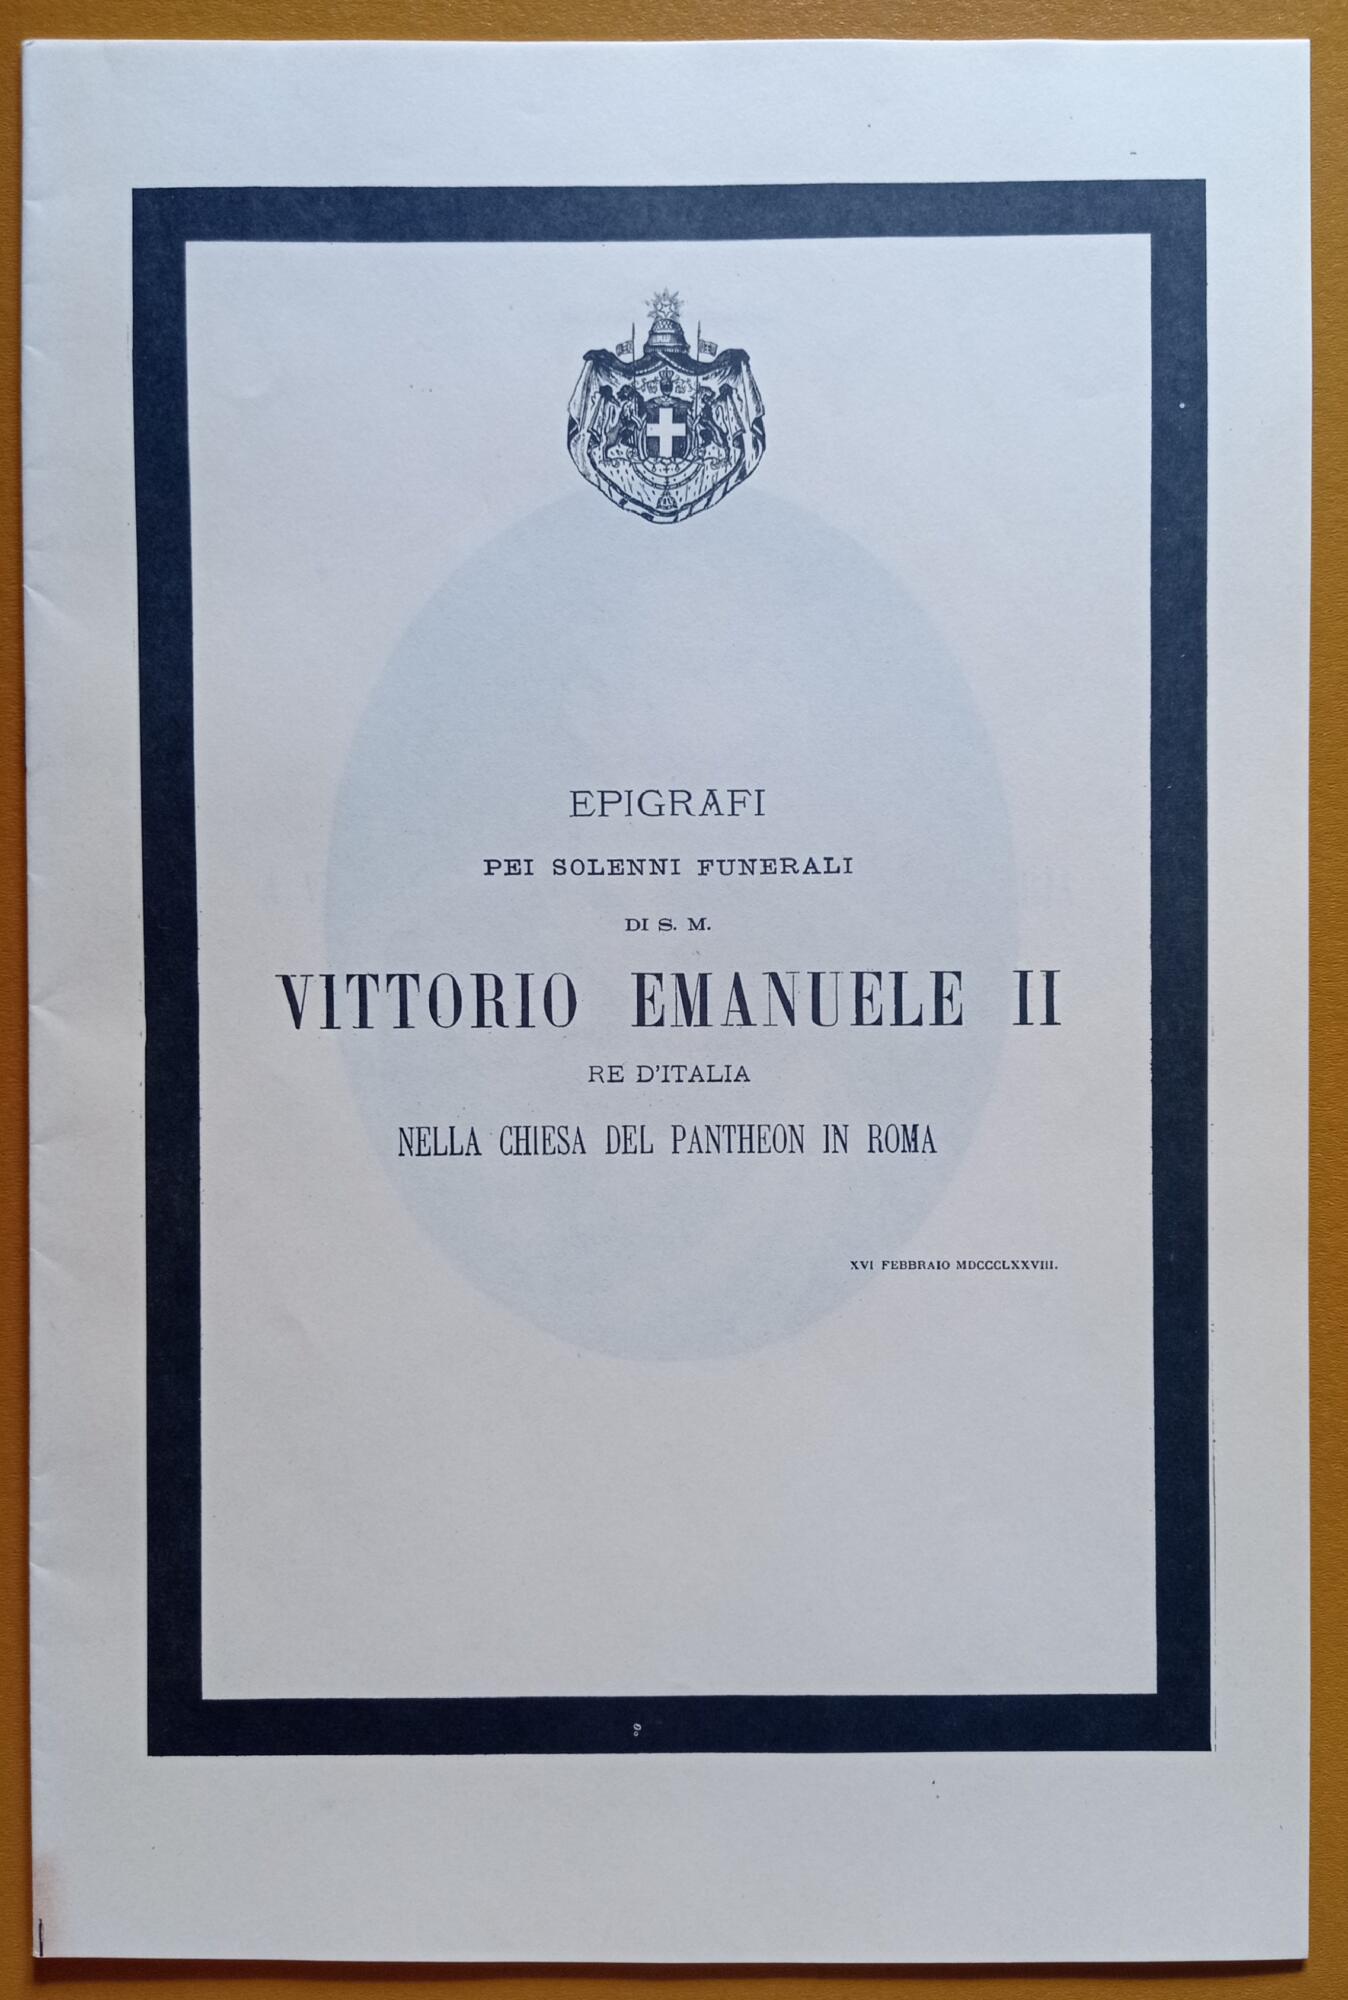 EPIGRAFI
PEI SOLENNI FUNERALI
DI S. M.
VITTORIO EMANUELE II
RE D'ITALIA
NELLA CHIESA DEL PANTHEON IN ROMA
XVI FEBBRAIO MDCCCLXXVIII.